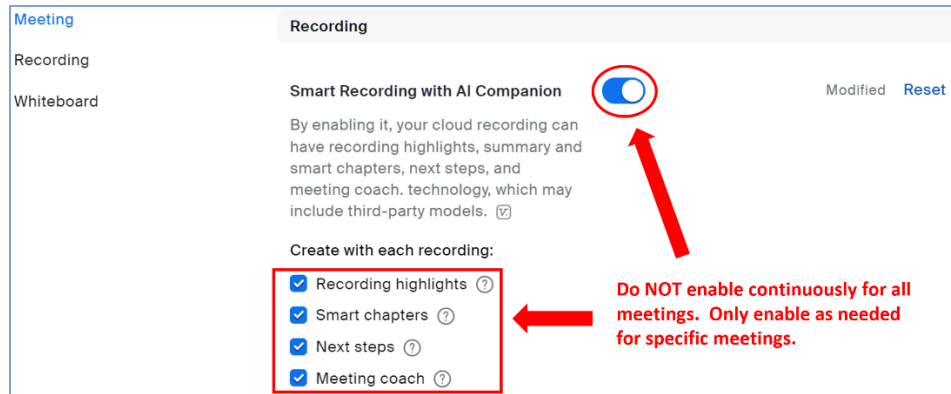 Meeting
Recording
Whiteboard
Recording
Smart Recording with AI Companion
Modified Reset
By enabling it, your cloud recording can
have recording highlights, summary and
smart chapters, next steps, and
meeting coach. technology, which may
include third-party models.
Create with each recording:
Recording highlights ?
Smart chapters ?
Next steps ?
Meeting coach ?
Do NOT enable continuously for all
meetings. Only enable as needed
for specific meetings.